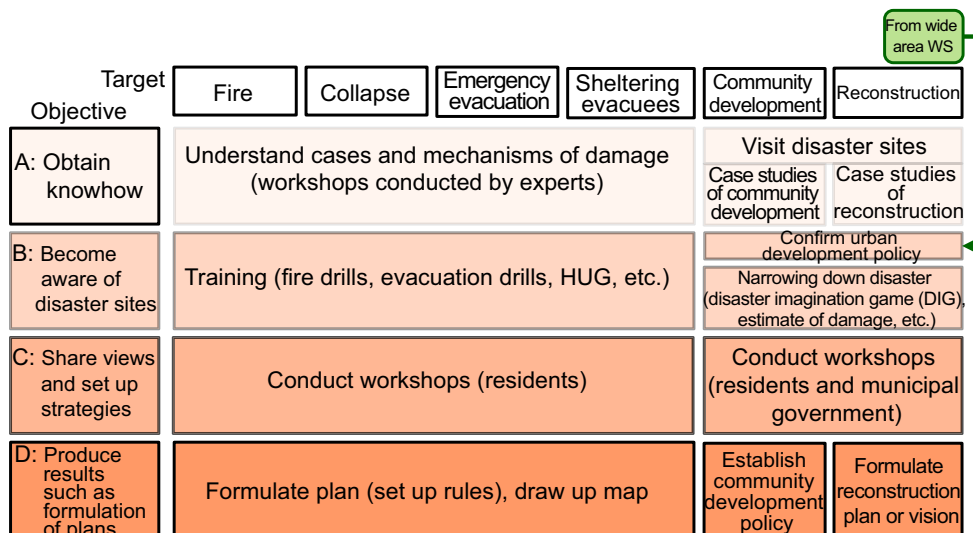 From wide
area WS
Target
Objective
Fire
Collapse
Emergency
evacuation
Sheltering
evacuees
Community
development
Reconstruction
A: Obtain
knowhow
Understand cases and mechanisms of damage
(workshops conducted by experts)
Visit disaster sites
Case studies
of community
development
Case studies
of
reconstruction
B: Become
aware of
disaster sites
Training (fire drills, evacuation drills, HUG, etc.)
Confirm urban
development policy
Narrowing down disaster
(disaster imagination game (DIG),
estimate of damage, etc.)
C: Share views
and set up
strategies
Conduct workshops (residents)
Conduct workshops
(residents and municipal
government)
D: Produce
results
such as
formulation
of plans
Formulate plan (set up rules), draw up map
Establish
community
development
policy
Formulate
reconstruction
plan or vision